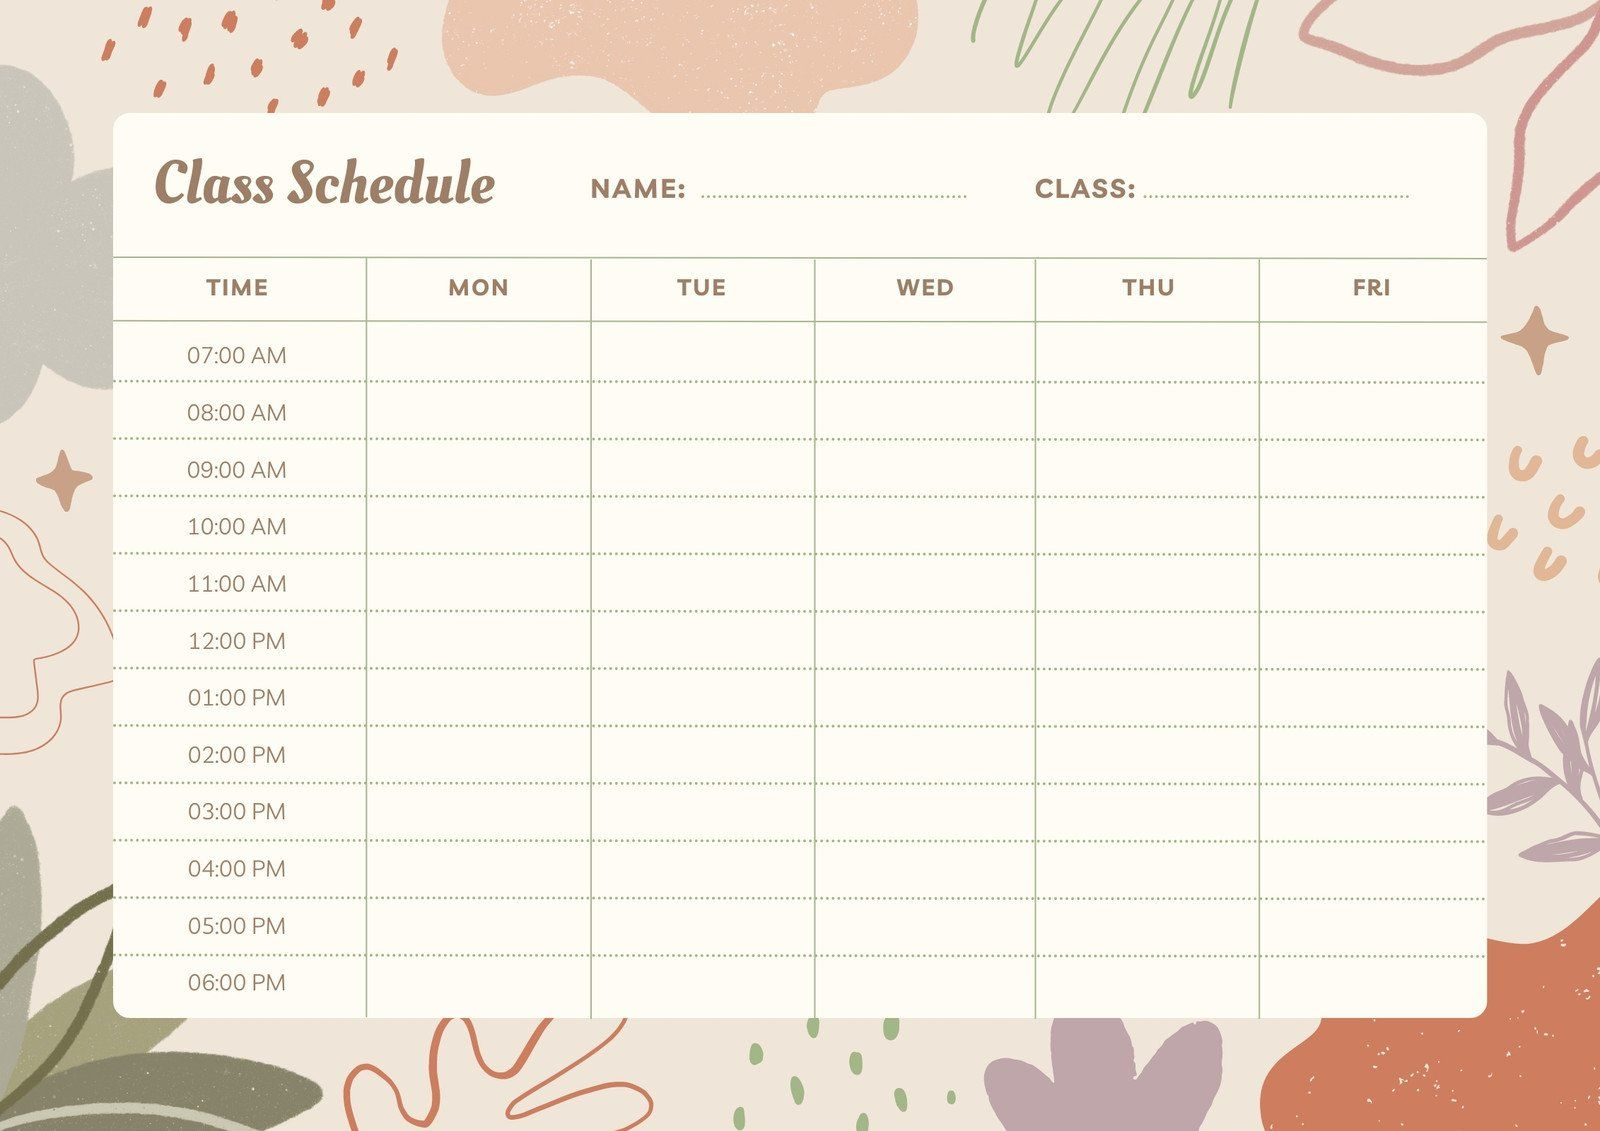 Class Schedule NAME: CLASS:
TIME MON TUE WED THU FRI
07:00 AM
08:00 AM
09:00 AM
10:00 AM
11:00 AM
12:00 PM
01:00 PM
02:00 PM
03:00 PM
04:00 PM
05:00 PM
06:00 PM